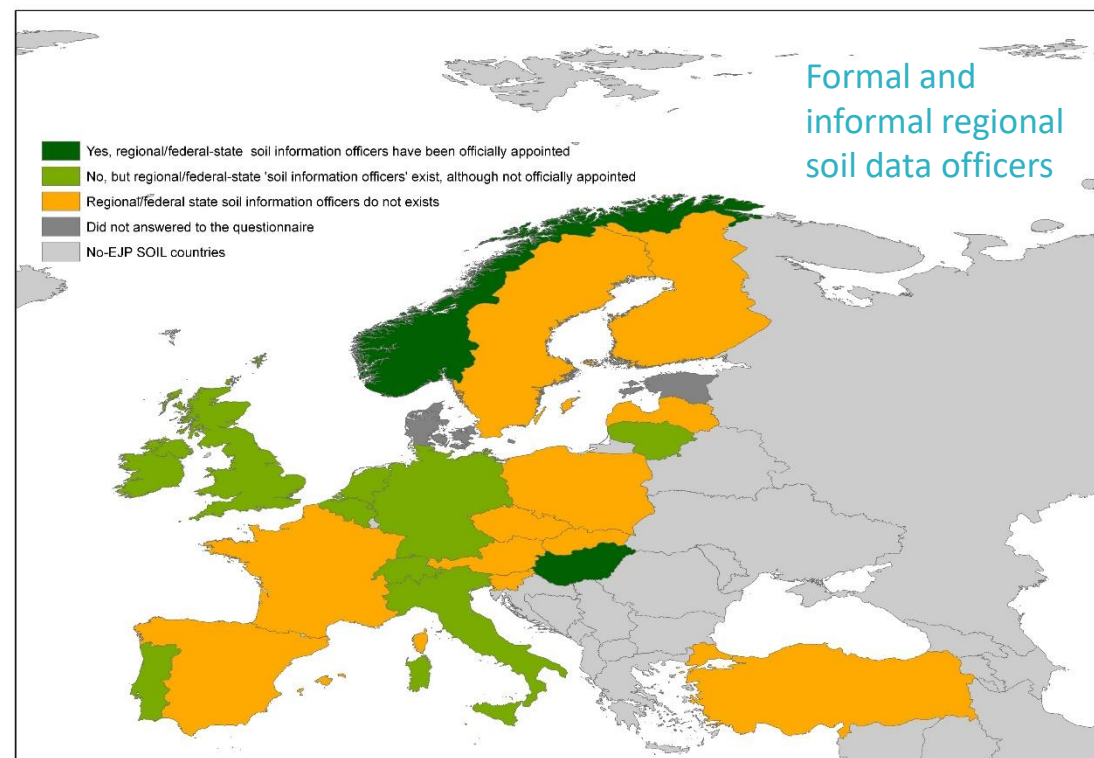 Formal and
informal regional
soil data officers
Yes, regional/federal-state soil information officers have been officially appointed
No, but regional/federal-state 'soil information officers' exist, although not officially appointed
Regional/federal state soil information officers do not exists
Did not answered to the questionnaire
No-EJP SOIL countries